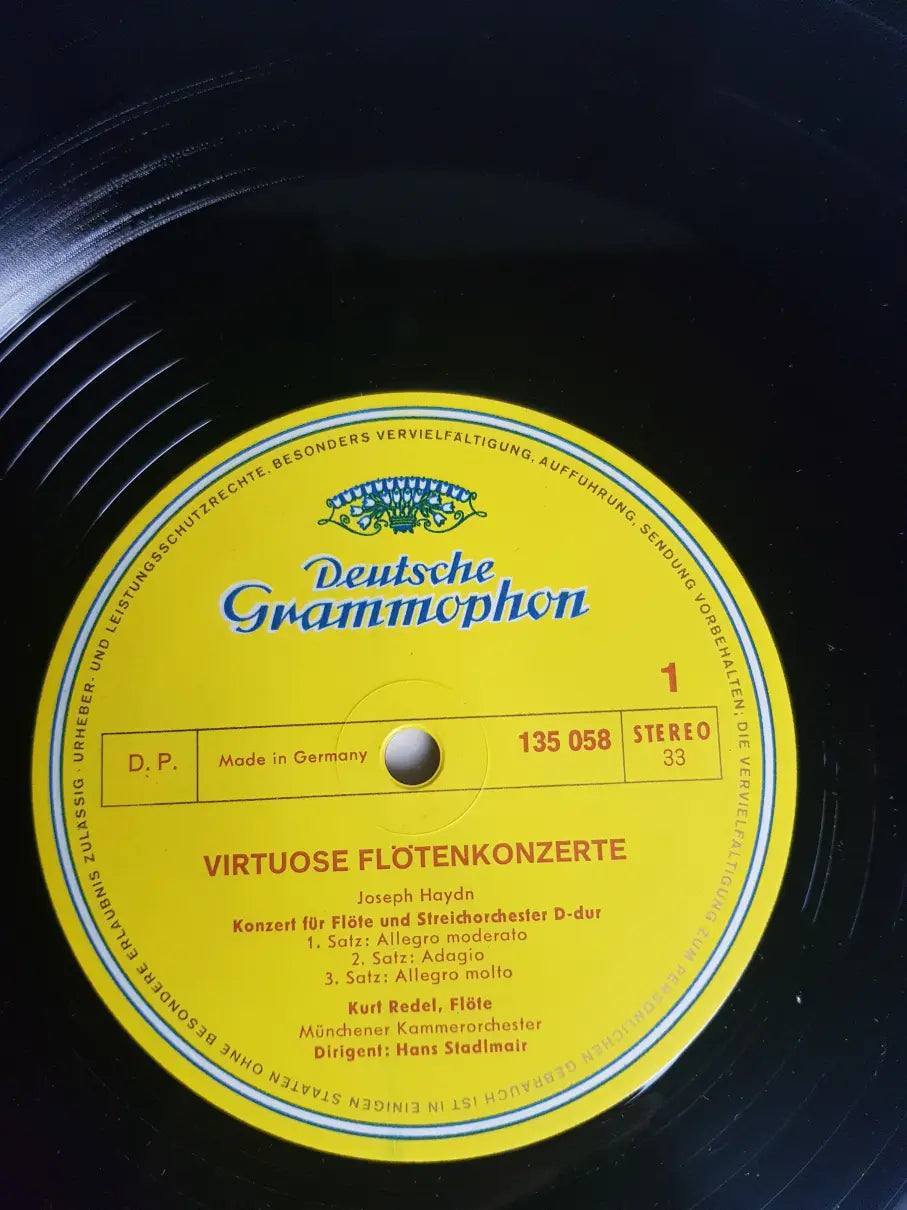 URHEBER- UND LEISTUNGSSCHUTZRECHTE, BESONDERS VERVIELFÄLTIGUNG, AUFFÜHRUNG, SENDUNG VORBEHALTEN; DIE VERVIELFÄLTIGUNG ZUM PERSÖNLICHEN GEBRAUCH IST IN EINIGEN STAATEN OHNE BESONDERE ERLAUBNIS ZULÄSSIG ·
Deutsche
Grammophon
1
D. P. Made in Germany 135 058 STEREO
33
VIRTUOSE FLÖTENKONZERTE
Joseph Haydn
Konzert für Flöte und Streichorchester D-dur
1. Satz: Allegro moderato
2. Satz: Adagio
3. Satz: Allegro molto
Kurt Redel, Flöte
Münchener Kammerorchester
Dirigent: Hans Stadlmair